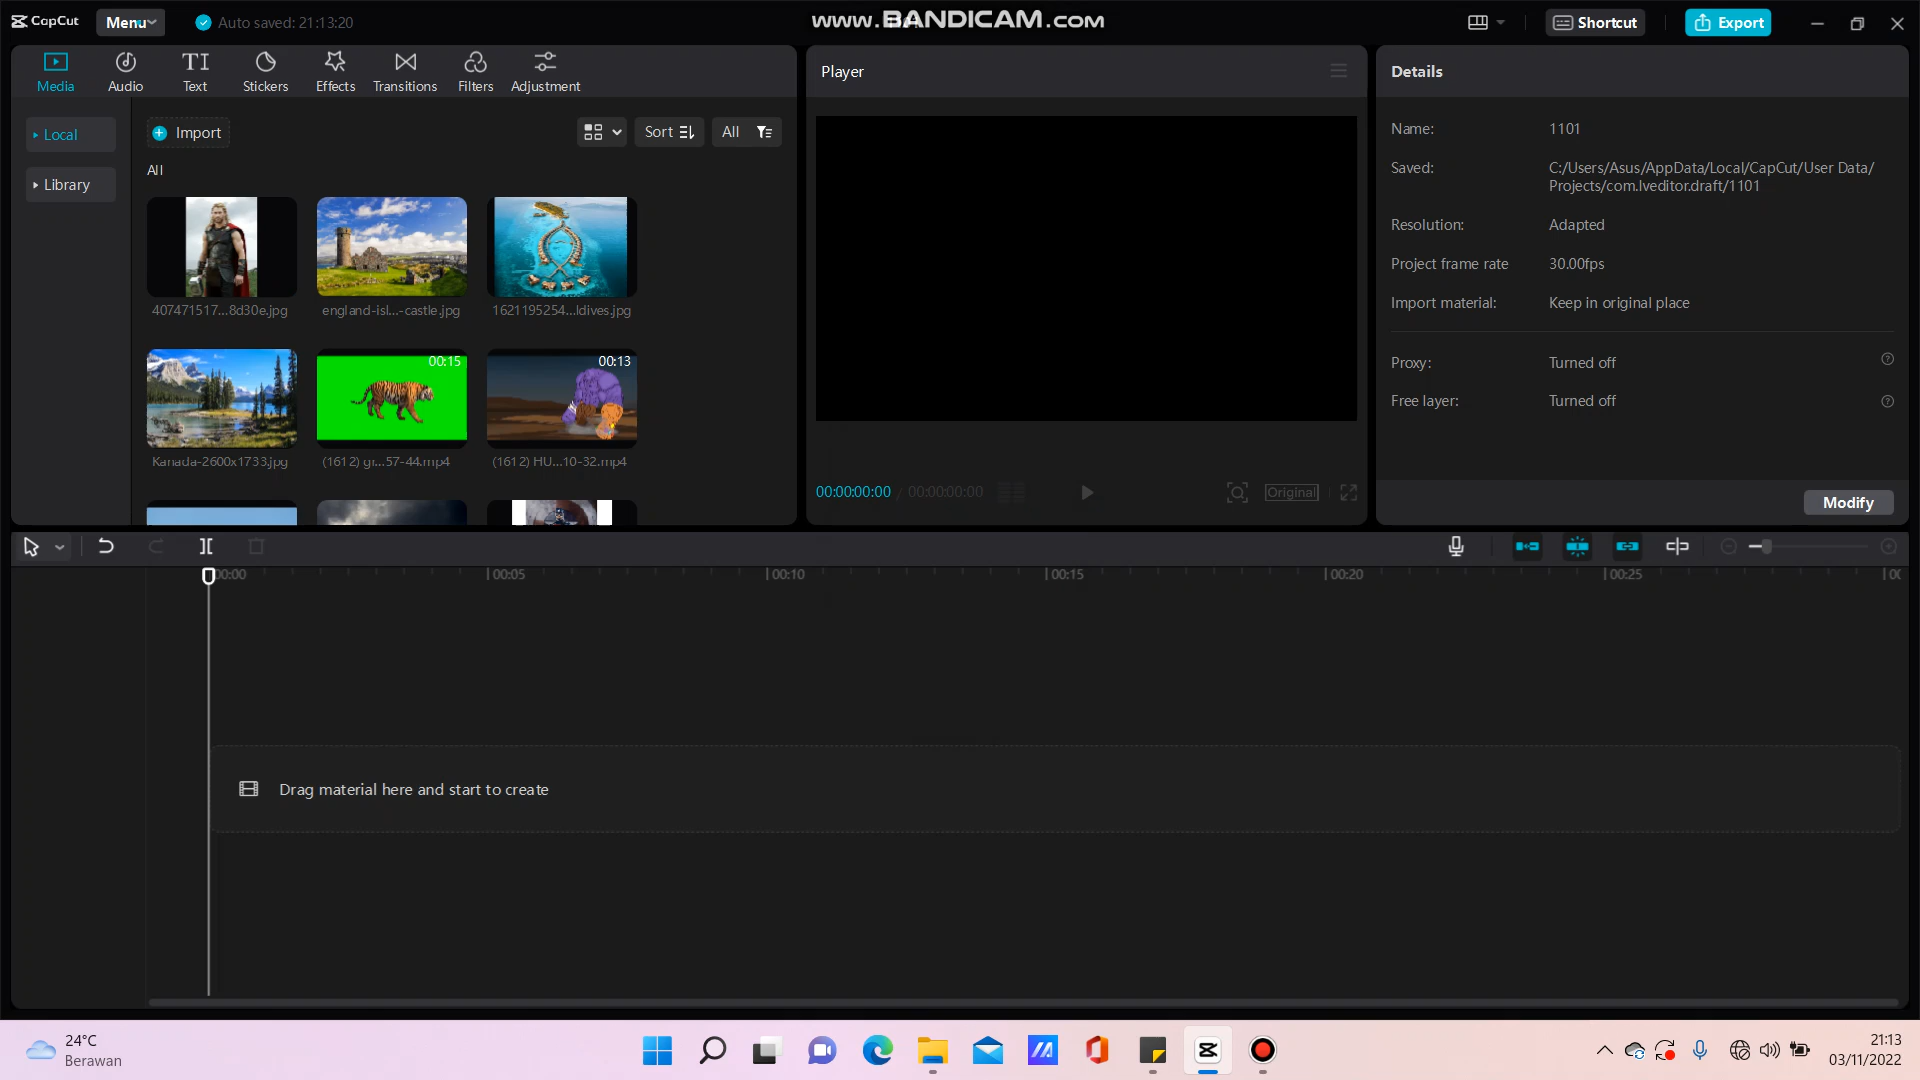 CapCut
Menu
Auto saved: 21:13:20
www.BANDICAM.com
Shortcut
Export
Media
Audio
Text
Stickers
Effects
Transitions
Filters
Adjustment
Player
Details
Local
Library
Import
Sort
All
All
407471517...8d30e.jpg
england-isl...-castle.jpg
1621195254...ldives.jpg
00:15
00:13
Kanada-2600x1733.jpg
(1612) gr...57-44.mp4
(1612) HU...10-32.mp4
00:00:00:00 / 00:00:00:00
Original
Name: 1101
Saved: C:/Users/Asus/AppData/Local/CapCut/User Data/
Projects/com.lveditor.draft/1101
Resolution: Adapted
Project frame rate 30.00fps
Import material: Keep in original place
Proxy: Turned off
Free layer: Turned off
Modify
00:00
00:05
00:10
00:15
00:20
00:25
Drag material here and start to create
24°C
Berawan
21:13
03/11/2022